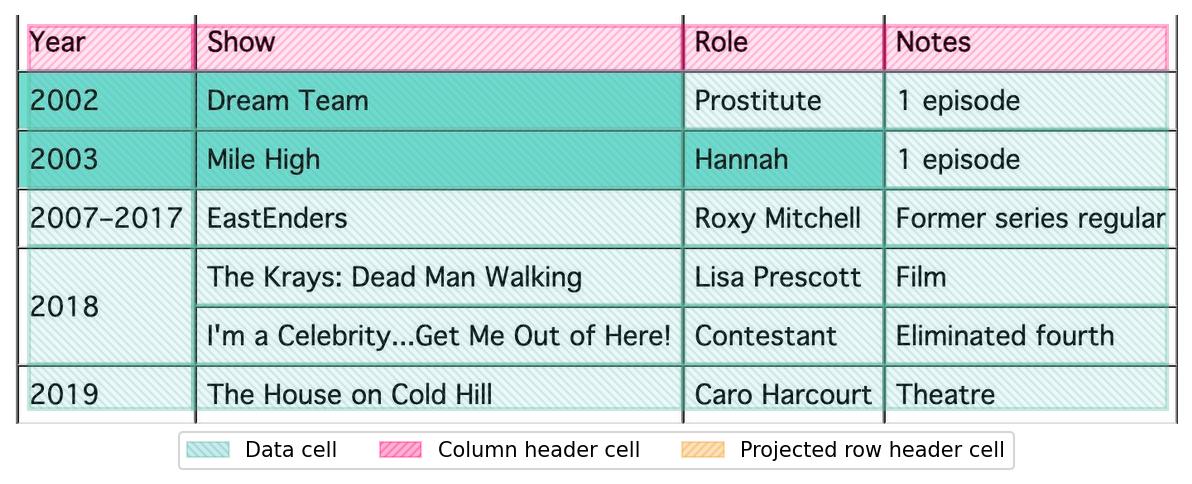 Year Show Role Notes
2002 Dream Team Prostitute 1 episode
2003 Mile High Hannah 1 episode
2007–2017 EastEnders Roxy Mitchell Former series regular
2018 The Krays: Dead Man Walking Lisa Prescott Film
I'm a Celebrity...Get Me Out of Here! Contestant Eliminated fourth
2019 The House on Cold Hill Caro Harcourt Theatre
Data cell Column header cell Projected row header cell